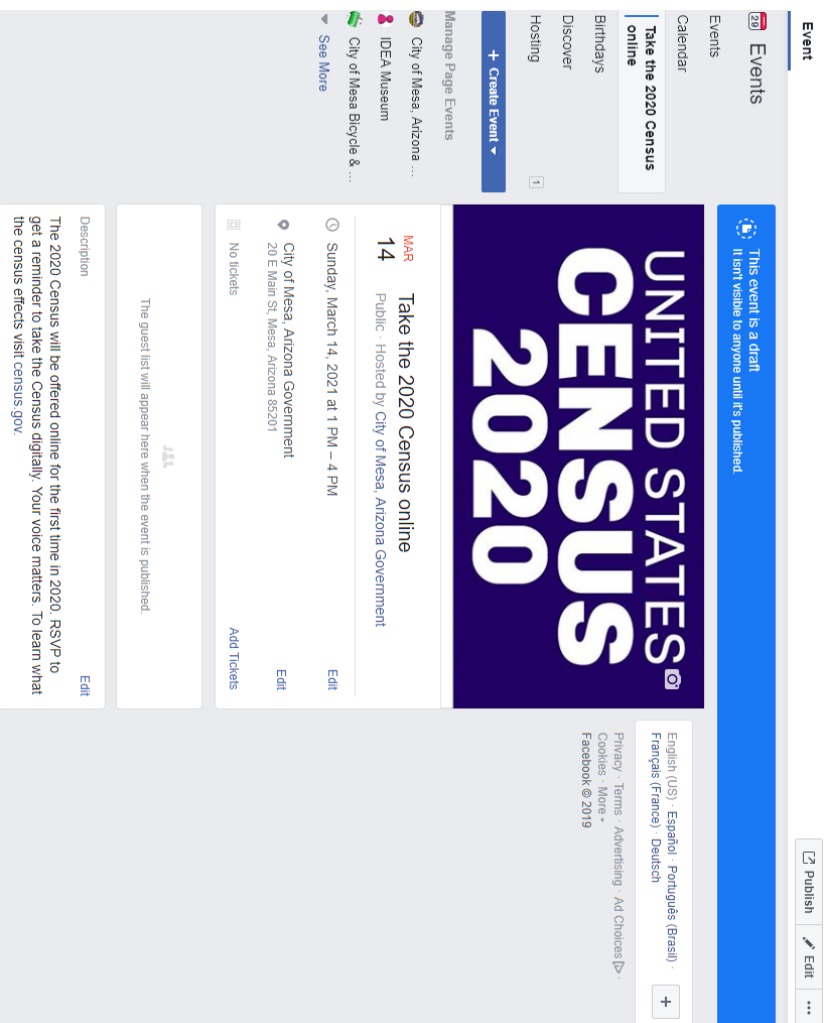 Event
Publish
Edit
...
29
Events
Events
Calendar
Take the 2020 Census
online
Birthdays
Discover
Hosting
1
+ Create Event
Manage Page Events
City of Mesa, Arizona ...
IDEA Museum
City of Mesa Bicycle & ...
See More
This event is a draft
It isn't visible to anyone until it's published.
UNITED STATES
CENSUS
2020
MAR
14
Take the 2020 Census online
Public · Hosted by City of Mesa, Arizona Government
Sunday, March 14, 2021 at 1 PM – 4 PM
Edit
City of Mesa, Arizona Government
20 E Main St, Mesa, Arizona 85201
Edit
No tickets
Add Tickets
The guest list will appear here when the event is published.
Description
Edit
The 2020 Census will be offered online for the first time in 2020. RSVP to
get a reminder to take the Census digitally. Your voice matters. To learn what
the census effects visit census.gov.
English (US) · Español · Português (Brasil) ·
Français (France) · Deutsch
+
Privacy · Terms · Advertising · Ad Choices ·
Cookies · More
Facebook © 2019